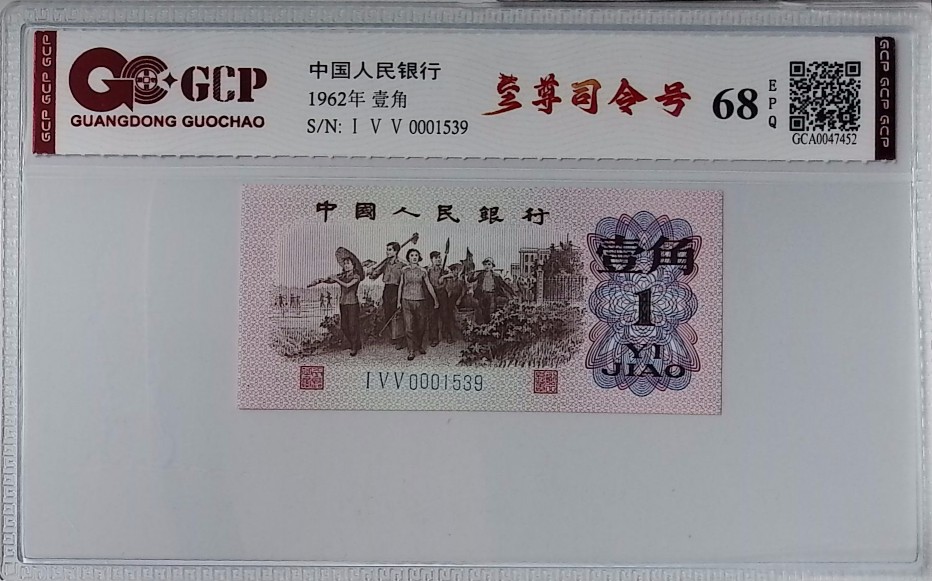 GCP GCP GCP
GCP
GUANGDONG GUOCHAO
中国人民银行
1962年 壹角
S/N: I V V 0001539
至尊司令号
68
EPQ
GCA0047452
GCP GCP GCP
中國人民銀行
壹角
1
YI
JIAO
I V V 0001539